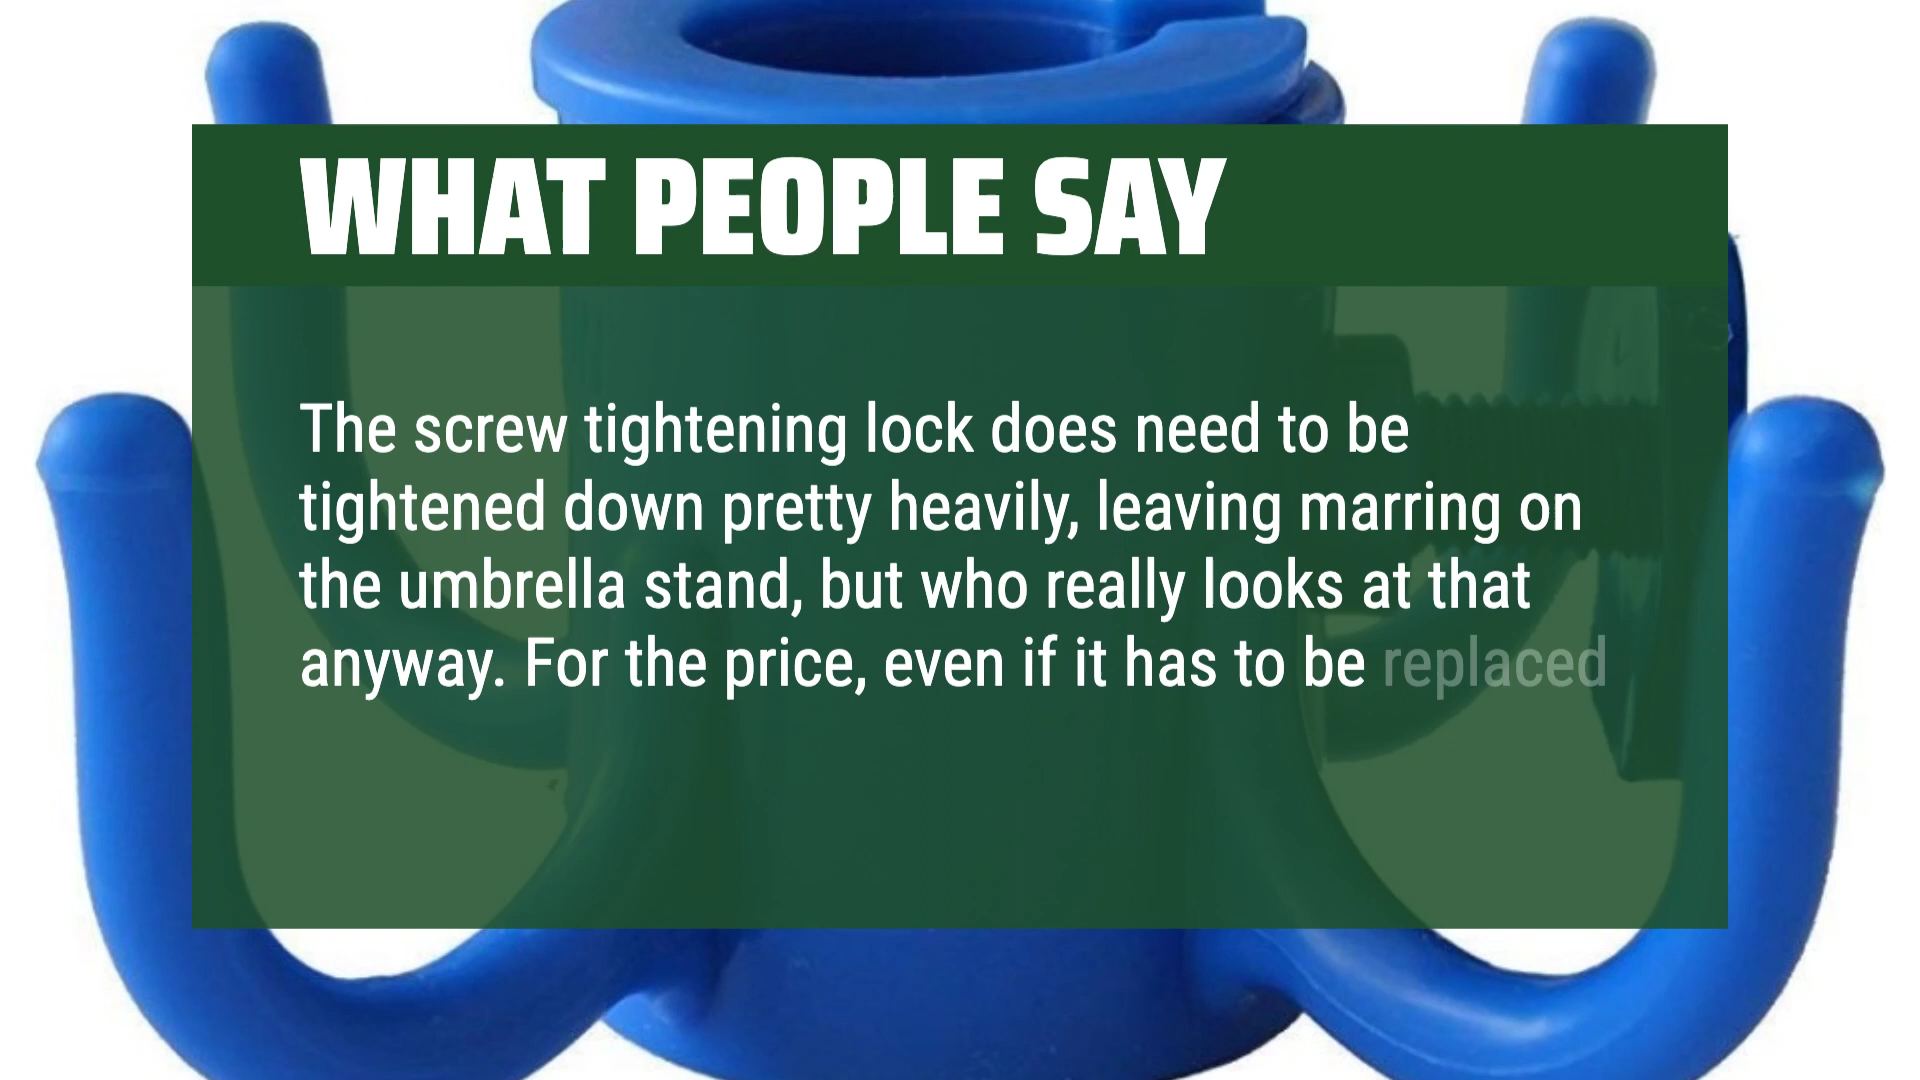 WHAT PEOPLE SAY
The screw tightening lock does need to be
tightened down pretty heavily, leaving marring on
the umbrella stand, but who really looks at that
anyway. For the price, even if it has to be replaced